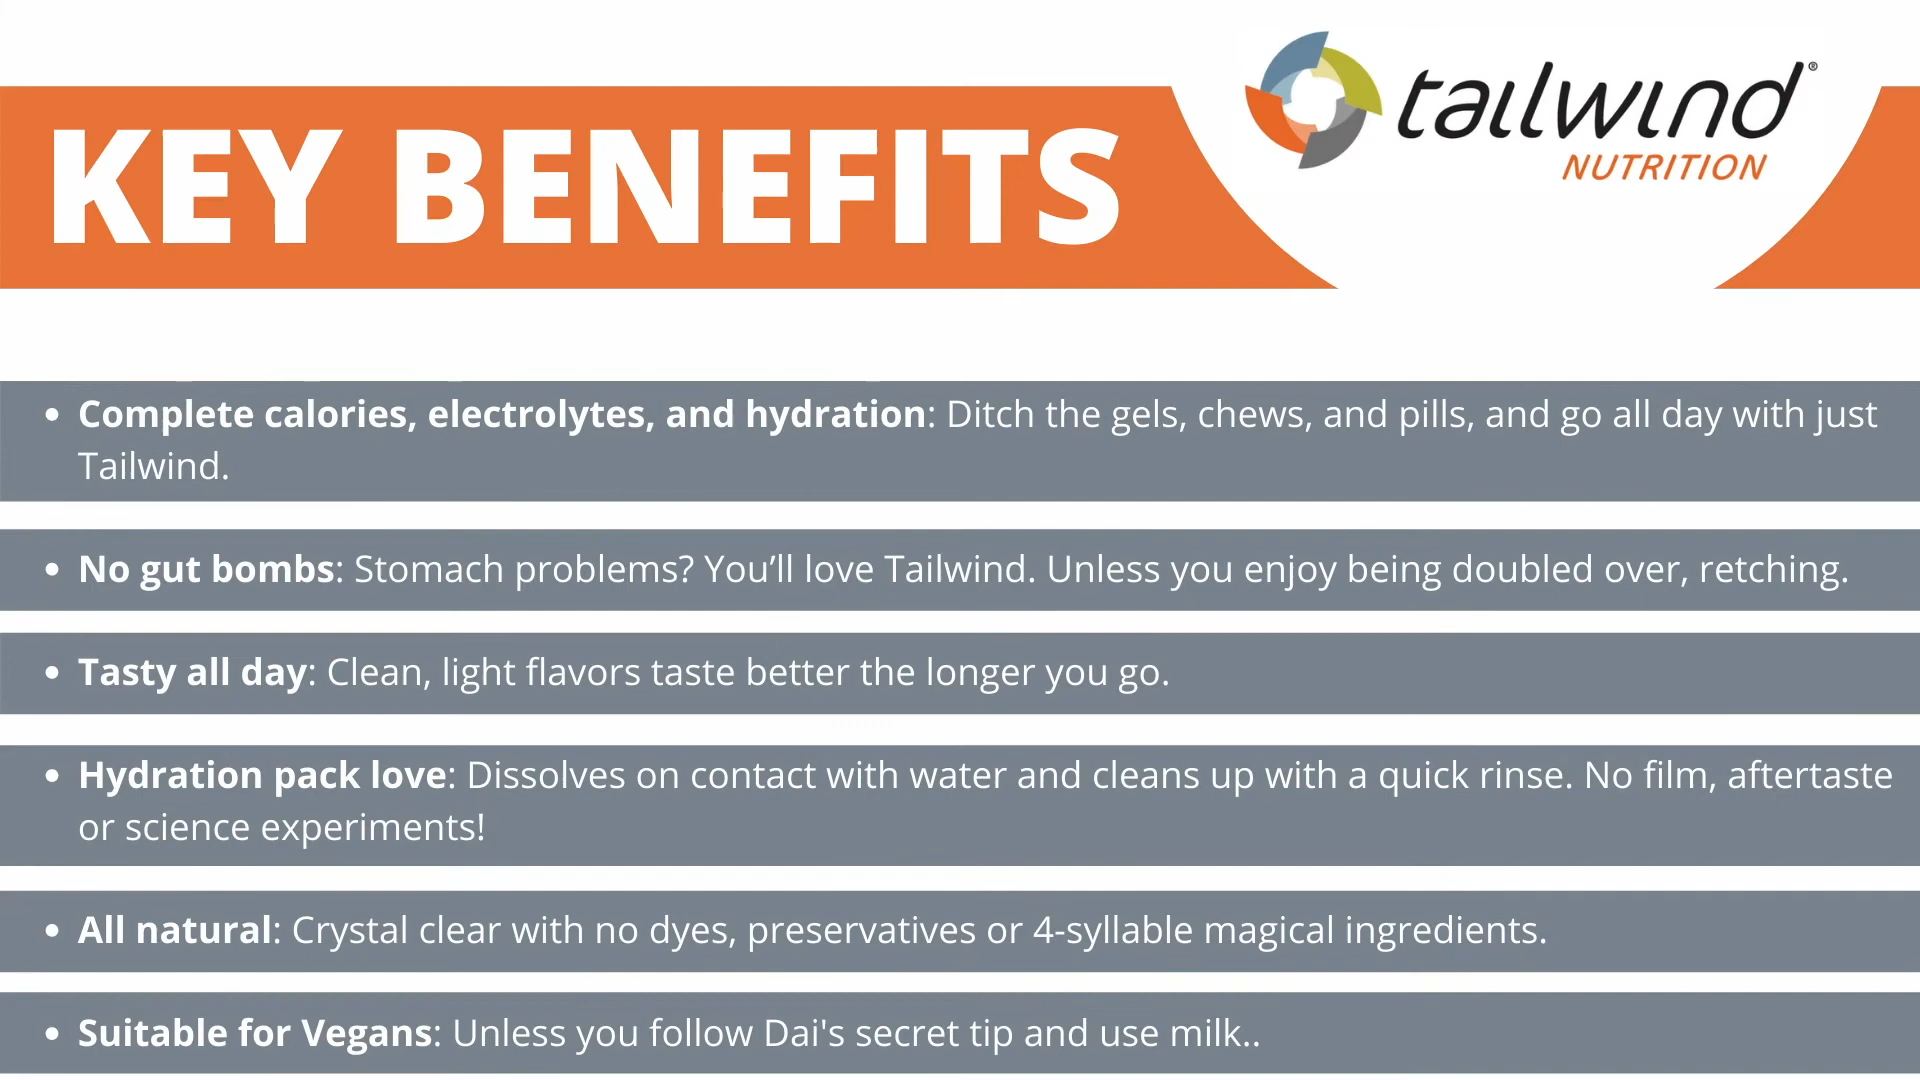 tailwind®
NUTRITION
KEY BENEFITS
• Complete calories, electrolytes, and hydration: Ditch the gels, chews, and pills, and go all day with just
Tailwind.
• No gut bombs: Stomach problems? You’ll love Tailwind. Unless you enjoy being doubled over, retching.
• Tasty all day: Clean, light flavors taste better the longer you go.
• Hydration pack love: Dissolves on contact with water and cleans up with a quick rinse. No film, aftertaste
or science experiments!
• All natural: Crystal clear with no dyes, preservatives or 4-syllable magical ingredients.
• Suitable for Vegans: Unless you follow Dai's secret tip and use milk..